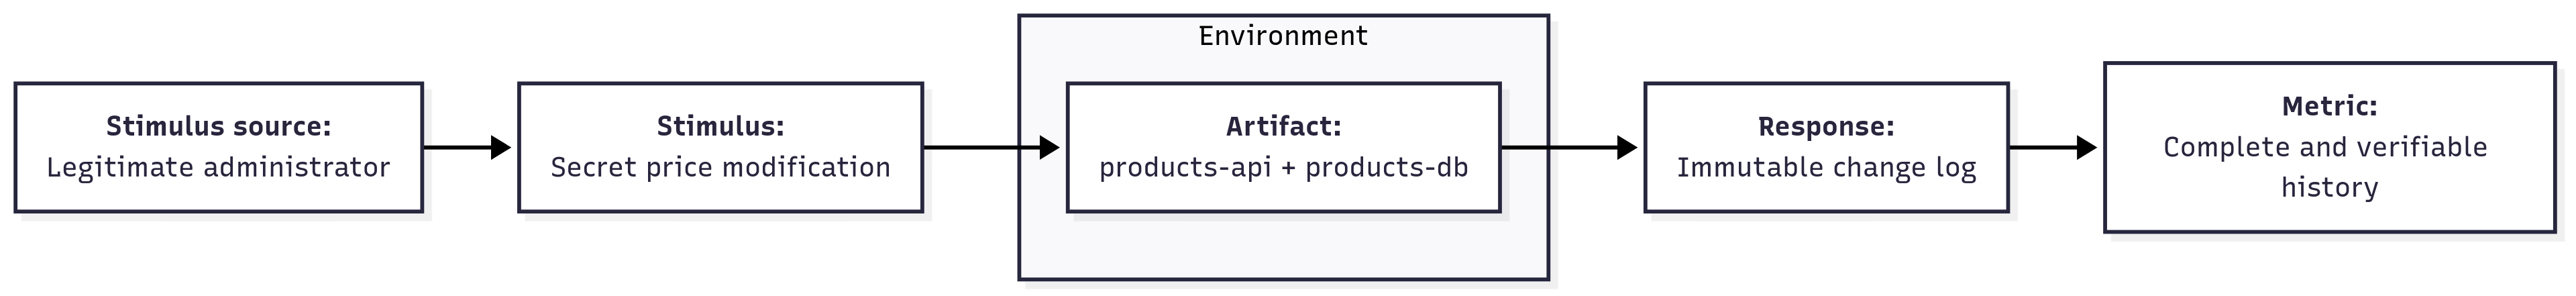 Stimulus source:
Legitimate administrator
Stimulus:
Secret price modification
Environment
Artifact:
products-api + products-db
Response:
Immutable change log
Metric:
Complete and verifiable
history